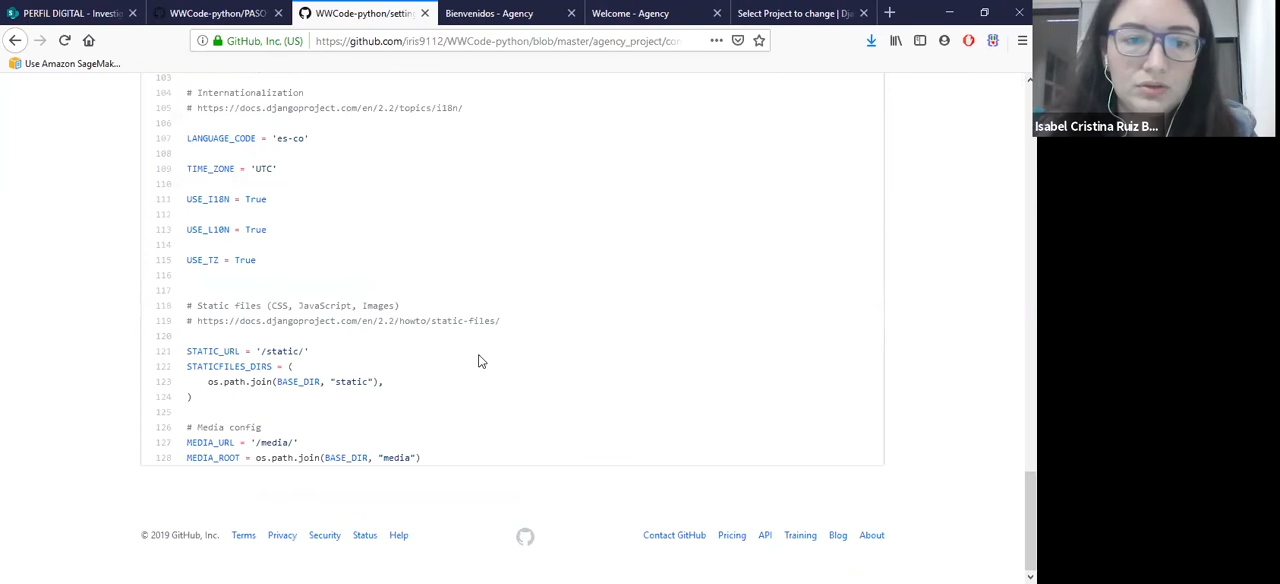 PERFIL DIGITAL - Investi
WWCode-python/PASO
WWCode-python/settin
Bienvenidos - Agency
Welcome - Agency
Select Project to change | Dj
GitHub, Inc. (US)
https://github.com/iris9112/WWCode-python/blob/master/agency_project/con
Use Amazon SageMak...
Isabel Cristina Ruiz B...
103
104 # Internationalization
105 # https://docs.djangoproject.com/en/2.2/topics/i18n/
106
107 LANGUAGE_CODE = 'es-co'
108
109 TIME_ZONE = 'UTC'
110
111 USE_I18N = True
112
113 USE_L10N = True
114
115 USE_TZ = True
116
117
118 # Static files (CSS, JavaScript, Images)
119 # https://docs.djangoproject.com/en/2.2/howto/static-files/
120
121 STATIC_URL = '/static/'
122 STATICFILES_DIRS = (
123 os.path.join(BASE_DIR, "static"),
124 )
125
126 # Media config
127 MEDIA_URL = '/media/'
128 MEDIA_ROOT = os.path.join(BASE_DIR, "media")
© 2019 GitHub, Inc. Terms Privacy Security Status Help
Contact GitHub Pricing API Training Blog About